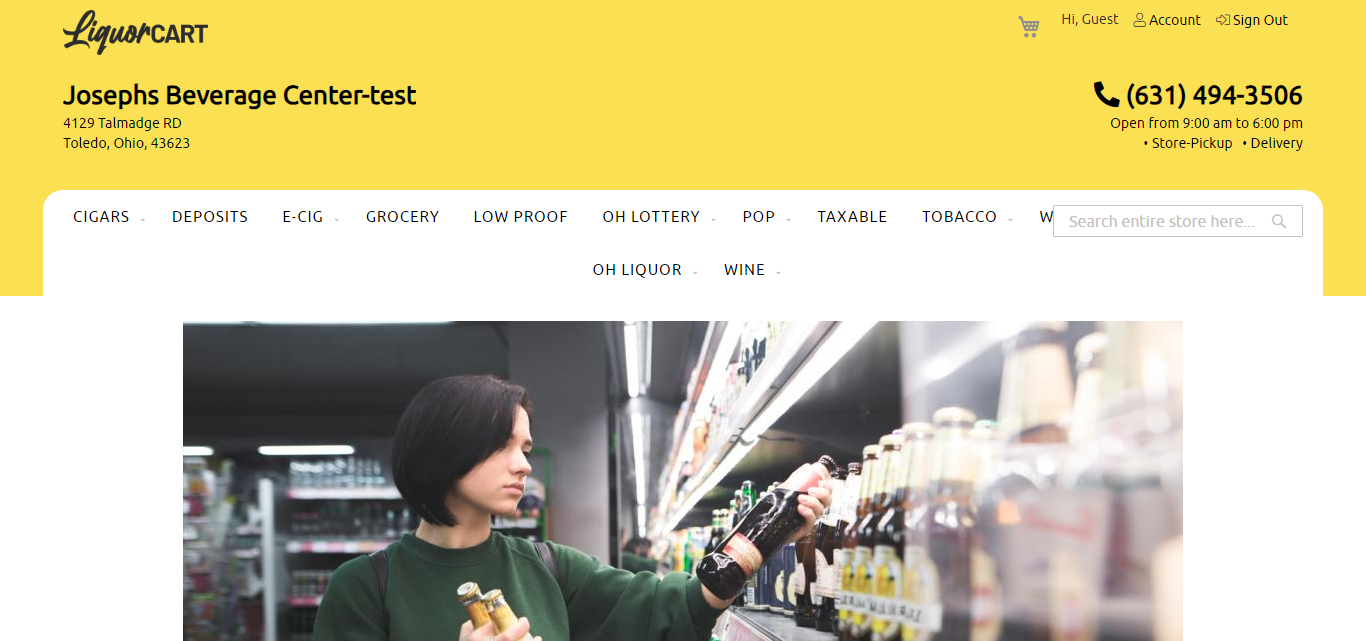 LiquorCART
Hi, Guest Account Sign Out
Josephs Beverage Center-test
(631) 494-3506
4129 Talmadge RD
Open from 9:00 am to 6:00 pm
Toledo, Ohio, 43623
• Store-Pickup • Delivery
CIGARS DEPOSITS E-CIG GROCERY LOW PROOF OH LOTTERY POP TAXABLE TOBACCO W
Search entire store here...
OH LIQUOR WINE